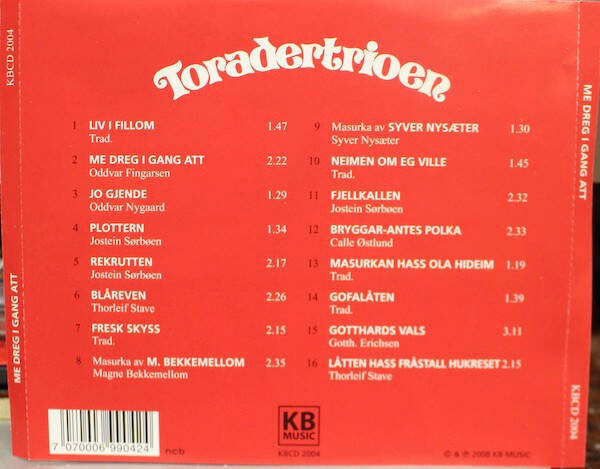 KBCD 2004
ME DREG I GANG ATT
Toradertrioen
1 LIV I FILLOM 1.47
Trad.
2 ME DREG I GANG ATT 2.22
Oddvar Fingarsen
3 JO GJENDE 1.29
Oddvar Nygaard
4 PLOTTERN 1.34
Jostein Sørbøen
5 REKRUTTEN 2.17
Jostein Sørbøen
6 BLÅREVEN 2.26
Thorleif Stave
7 FRESK SKYSS 2.15
Trad.
8 Masurka av M. BEKKEMELLOM 2.35
Magne Bekkemellom
9 Masurka av SYVER NYSÆTER 1.30
Syver Nysæter
10 NEIMEN OM EG VILLE 1.45
Trad.
11 FJELLKALLEN 2.32
Jostein Sørbøen
12 BRYGGAR-ANTES POLKA 2.33
Calle Østlund
13 MASURKAN HASS OLA HIDEIM 1.19
Trad.
14 GOFALÅTEN 1.39
Trad.
15 GOTTHARDS VALS 3.11
Gotth. Erichsen
16 LÅTTEN HASS FRÅSTALL HUKRESET 2.15
Thorleif Stave
7 070006 990424
ncb
KB
MUSIC
KBCD 2004
© & ℗ 2008 KB MUSIC
ME DREG I GANG ATT
KBCD 2004